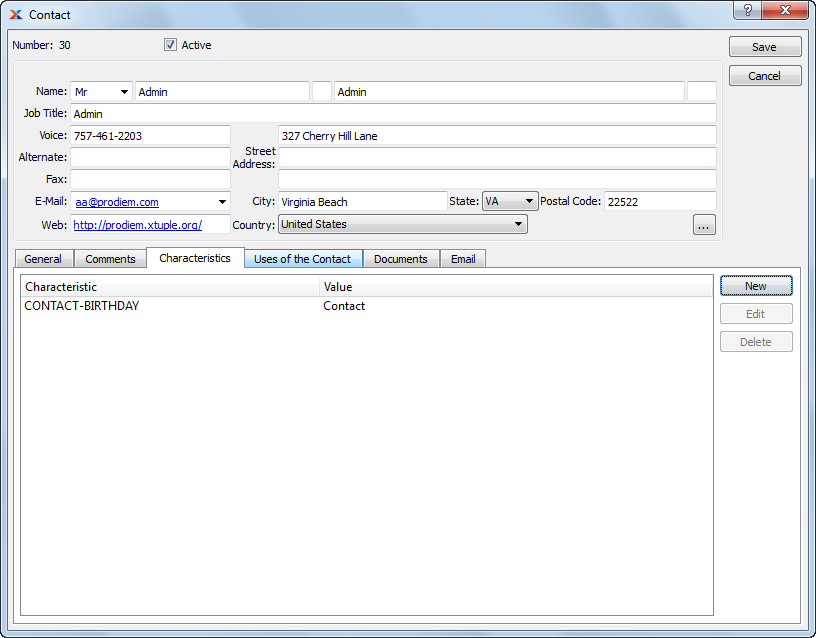 Contact
?
Number: 30
Active
Save
Cancel
Name: Mr Admin Admin
Job Title: Admin
Voice: 757-461-2203
Alternate:
Fax:
E-Mail: aa@prodiem.com
Web: http://prodiem.xtuple.org/
Street
Address:
327 Cherry Hill Lane
City: Virginia Beach State: VA Postal Code: 22522
Country: United States ...
General Comments Characteristics Uses of the Contact Documents Email
Characteristic Value
CONTACT-BIRTHDAY Contact
New
Edit
Delete